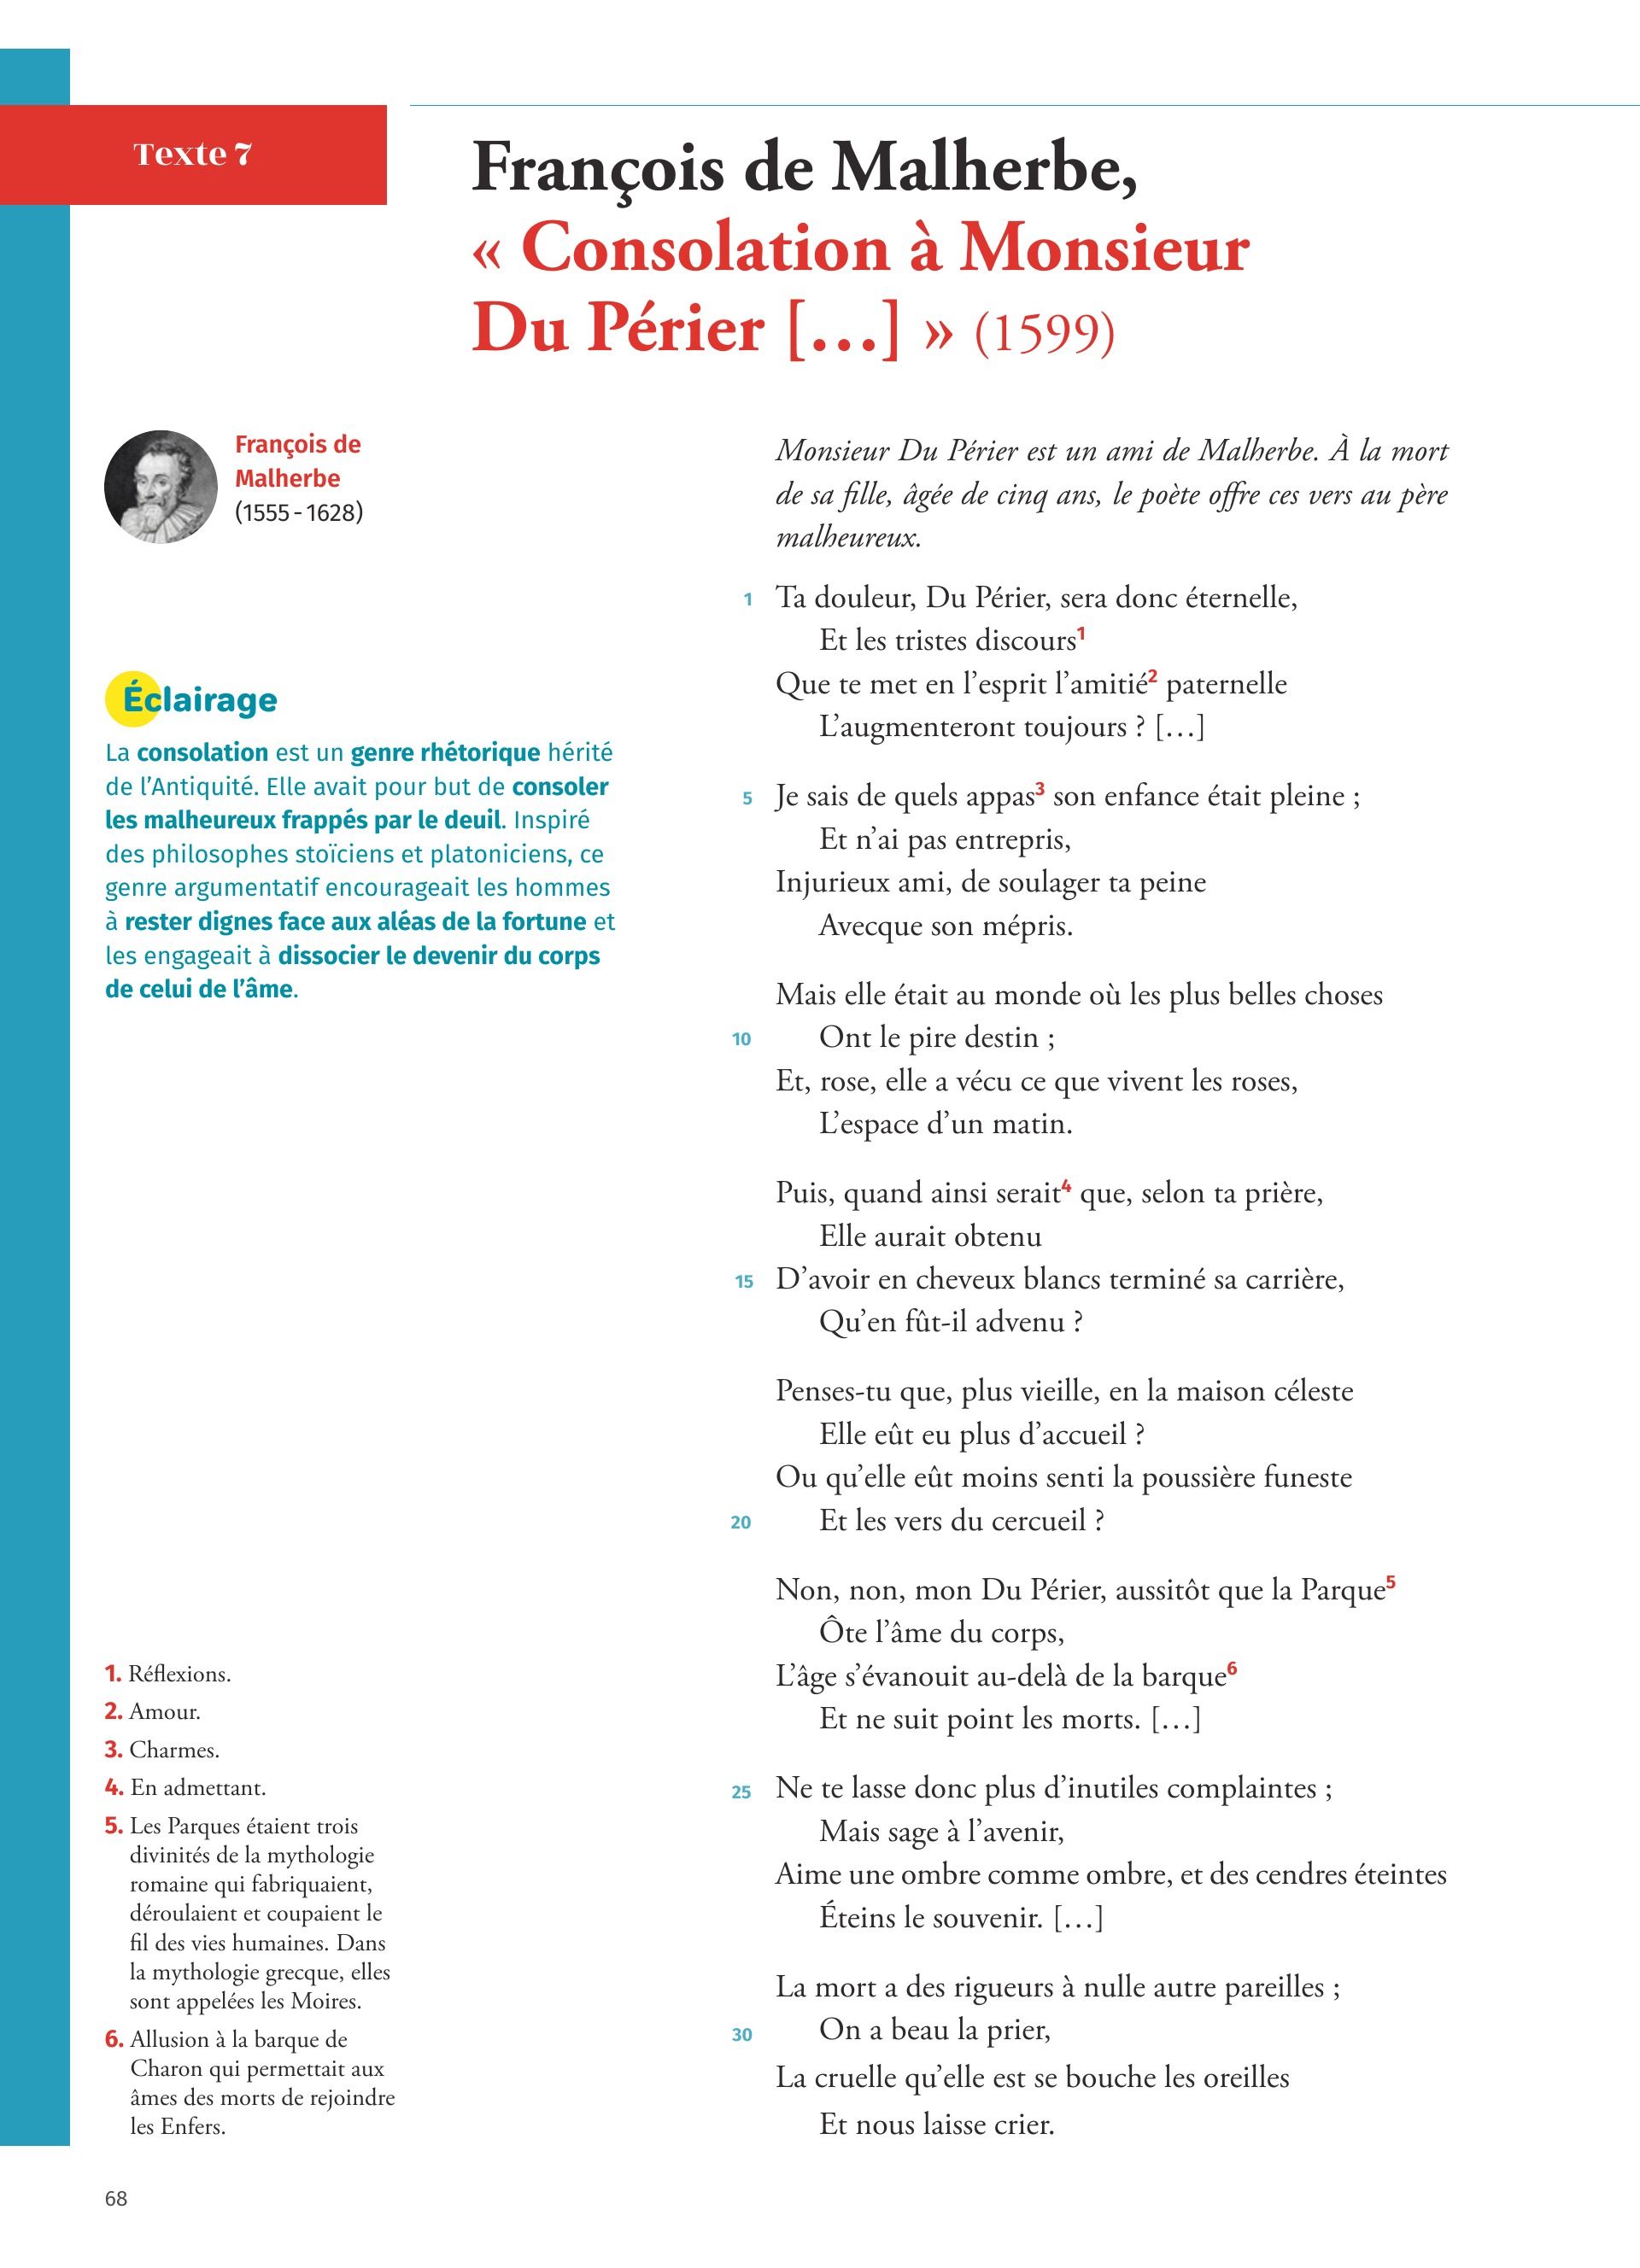 Texte 7
François de Malherbe,
« Consolation à Monsieur
Du Périer […] » (1599)
François de
Malherbe
(1555 - 1628)
Éclairage
La consolation est un genre rhétorique hérité
de l’Antiquité. Elle avait pour but de consoler
les malheureux frappés par le deuil. Inspiré
des philosophes stoïciens et platoniciens, ce
genre argumentatif encourageait les hommes
à rester dignes face aux aléas de la fortune et
les engageait à dissocier le devenir du corps
de celui de l’âme.
Monsieur Du Périer est un ami de Malherbe. À la mort
de sa fille, âgée de cinq ans, le poète offre ces vers au père
malheureux.
1 Ta douleur, Du Périer, sera donc éternelle,
Et les tristes discours1
Que te met en l’esprit l’amitié2 paternelle
L’augmenteront toujours ? […]
5 Je sais de quels appas3 son enfance était pleine ;
Et n’ai pas entrepris,
Injurieux ami, de soulager ta peine
Avecque son mépris.
Mais elle était au monde où les plus belles choses
10 Ont le pire destin ;
Et, rose, elle a vécu ce que vivent les roses,
L’espace d’un matin.
Puis, quand ainsi serait4 que, selon ta prière,
Elle aurait obtenu
15 D’avoir en cheveux blancs terminé sa carrière,
Qu’en fût-il advenu ?
Penses-tu que, plus vieille, en la maison céleste
Elle eût eu plus d’accueil ?
Ou qu’elle eût moins senti la poussière funeste
20 Et les vers du cercueil ?
Non, non, mon Du Périer, aussitôt que la Parque5
Ôte l’âme du corps,
L’âge s’évanouit au-delà de la barque6
Et ne suit point les morts. […]
25 Ne te lasse donc plus d’inutiles complaintes ;
Mais sage à l’avenir,
Aime une ombre comme ombre, et des cendres éteintes
Éteins le souvenir. […]
La mort a des rigueurs à nulle autre pareilles ;
30 On a beau la prier,
La cruelle qu’elle est se bouche les oreilles
Et nous laisse crier.
1. Réflexions.
2. Amour.
3. Charmes.
4. En admettant.
5. Les Parques étaient trois
divinités de la mythologie
romaine qui fabriquaient,
déroulaient et coupaient le
fil des vies humaines. Dans
la mythologie grecque, elles
sont appelées les Moires.
6. Allusion à la barque de
Charon qui permettait aux
âmes des morts de rejoindre
les Enfers.
68